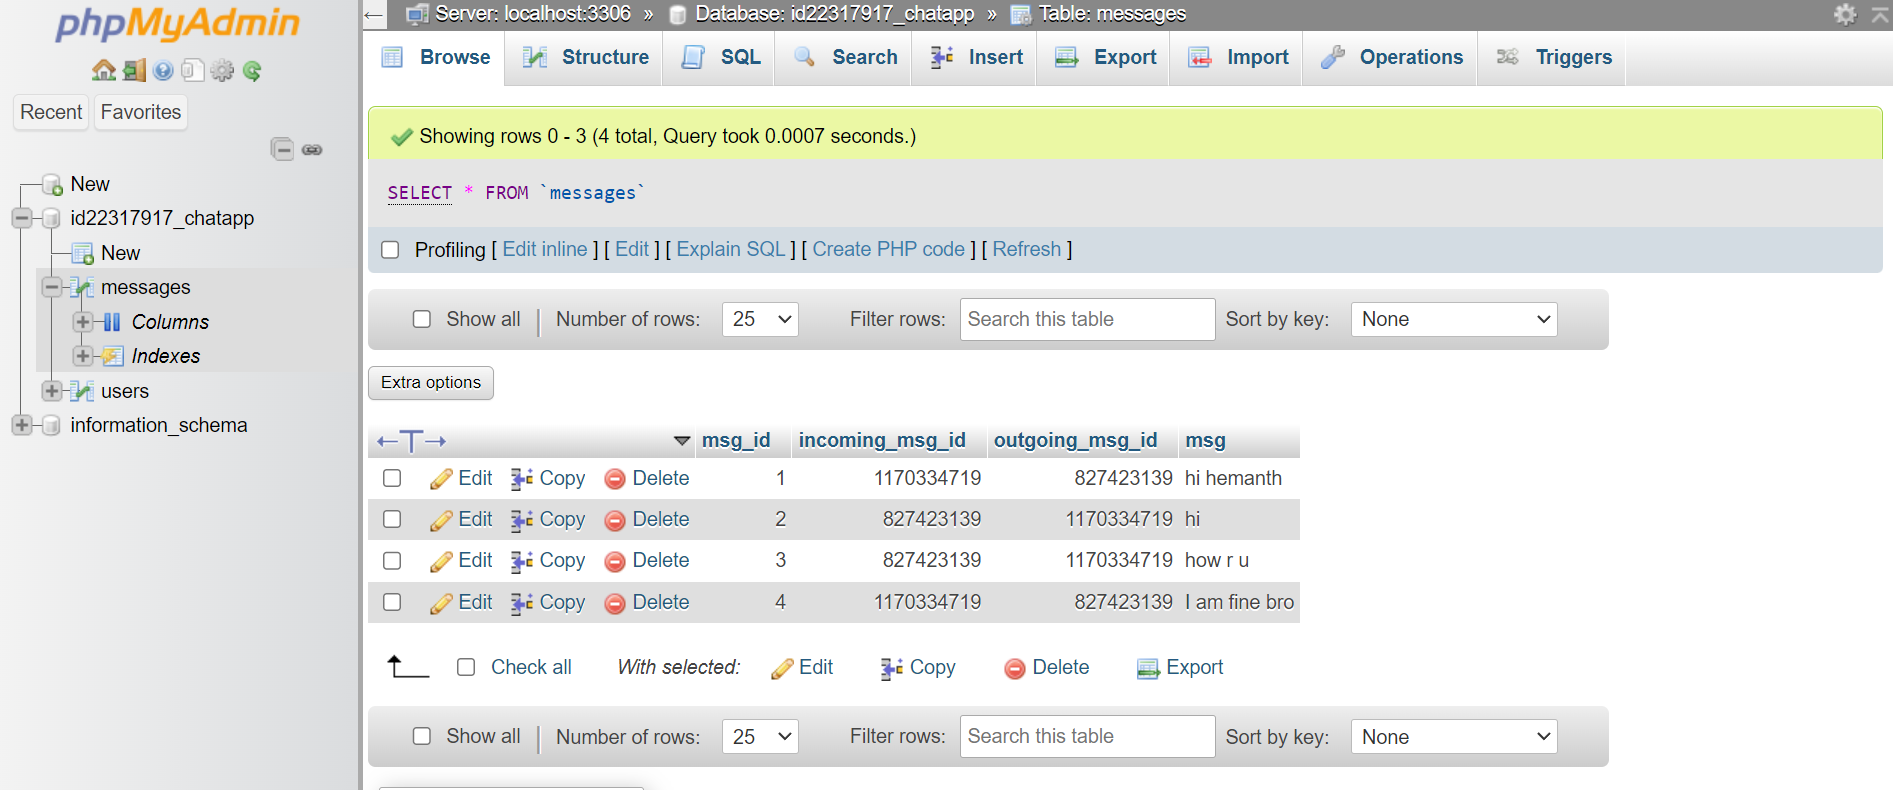 phpMyAdmin
Recent Favorites
New
id22317917_chatapp
New
messages
Columns
Indexes
users
information_schema
Server: localhost:3306 » Database: id22317917_chatapp » Table: messages
Browse Structure SQL Search Insert Export Import Operations Triggers
Showing rows 0 - 3 (4 total, Query took 0.0007 seconds.)
SELECT * FROM `messages`
Profiling [ Edit inline ] [ Edit ] [ Explain SQL ] [ Create PHP code ] [ Refresh ]
Show all Number of rows: 25 Filter rows: Search this table Sort by key: None
Extra options
msg_id incoming_msg_id outgoing_msg_id msg
Edit Copy Delete 1 1170334719 827423139 hi hemanth
Edit Copy Delete 2 827423139 1170334719 hi
Edit Copy Delete 3 827423139 1170334719 how r u
Edit Copy Delete 4 1170334719 827423139 I am fine bro
Check all With selected: Edit Copy Delete Export
Show all Number of rows: 25 Filter rows: Search this table Sort by key: None